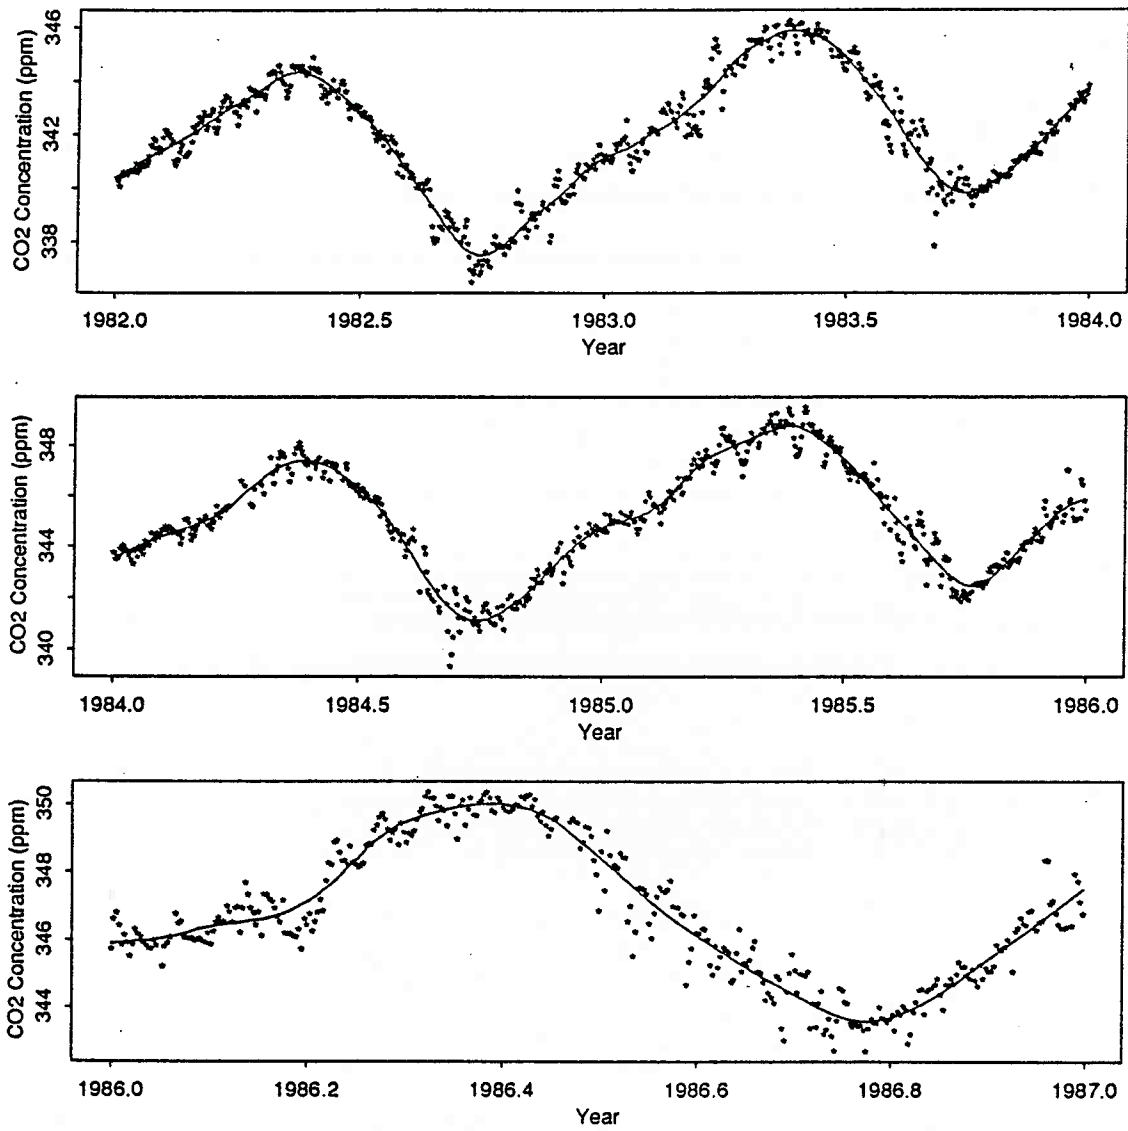 346
342
338
CO2 Concentration (ppm)
1982.0 1982.5 1983.0 1983.5 1984.0
Year
348
344
340
CO2 Concentration (ppm)
1984.0 1984.5 1985.0 1985.5 1986.0
Year
350
348
346
344
CO2 Concentration (ppm)
1986.0 1986.2 1986.4 1986.6 1986.8 1987.0
Year